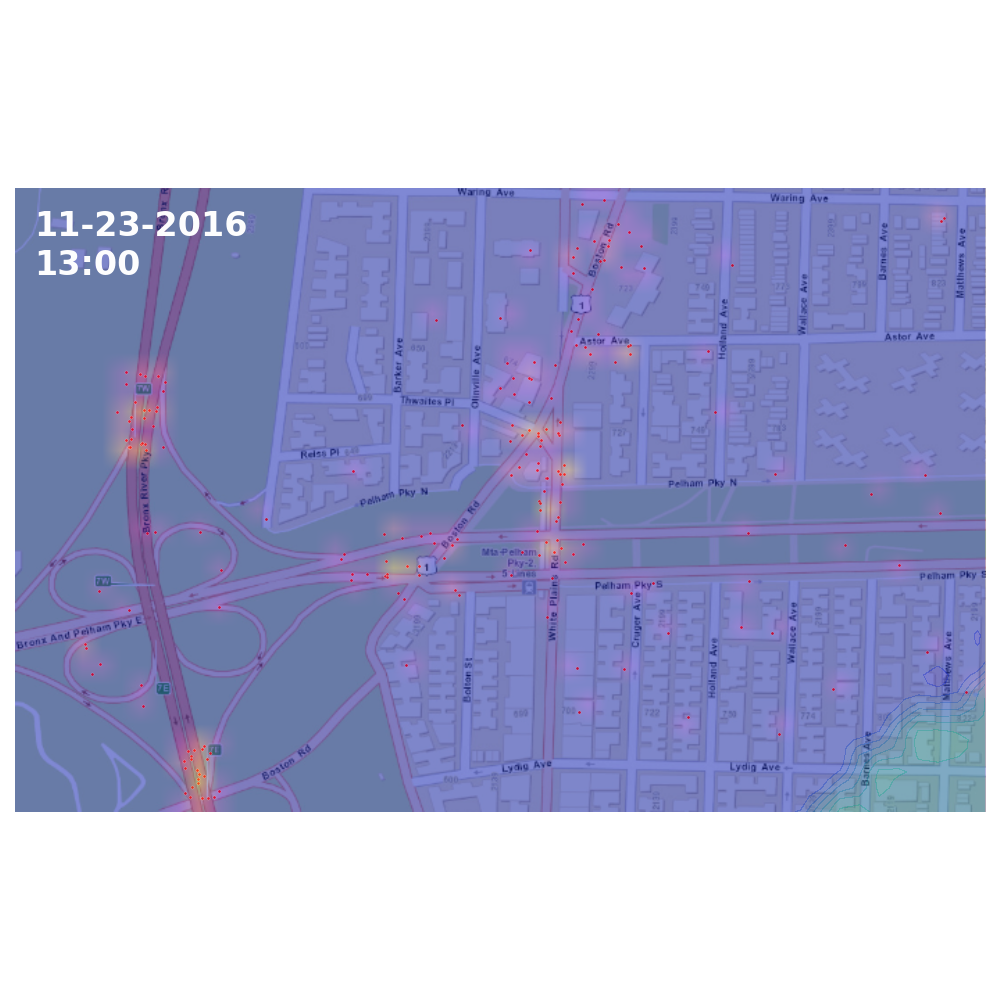 11-23-2016
13:00
Waring Ave
Waring Ave
Boston Rd
Barnes Ave
Matthews Ave
1
Wallace Ave
Holland Ave
Astor Ave
Astor Ave
Barker Ave
Olinville Ave
7W
Thwaites Pl
Reiss Pl
Bronx River Pky
Pelham Pky N
Pelham Pky N
Boston Rd
Mta-Pelham
Pky-2,
5 Lines
1
7W
Pelham Pky S
Pelham Pky S
White Plains Rd
Cruger Ave
Bronx And Pelham Pky E
Holland Ave
Wallace Ave
Matthews Ave
Bolton St
7E
7E
Boston Rd
Lydig Ave
Lydig Ave
Barnes Ave